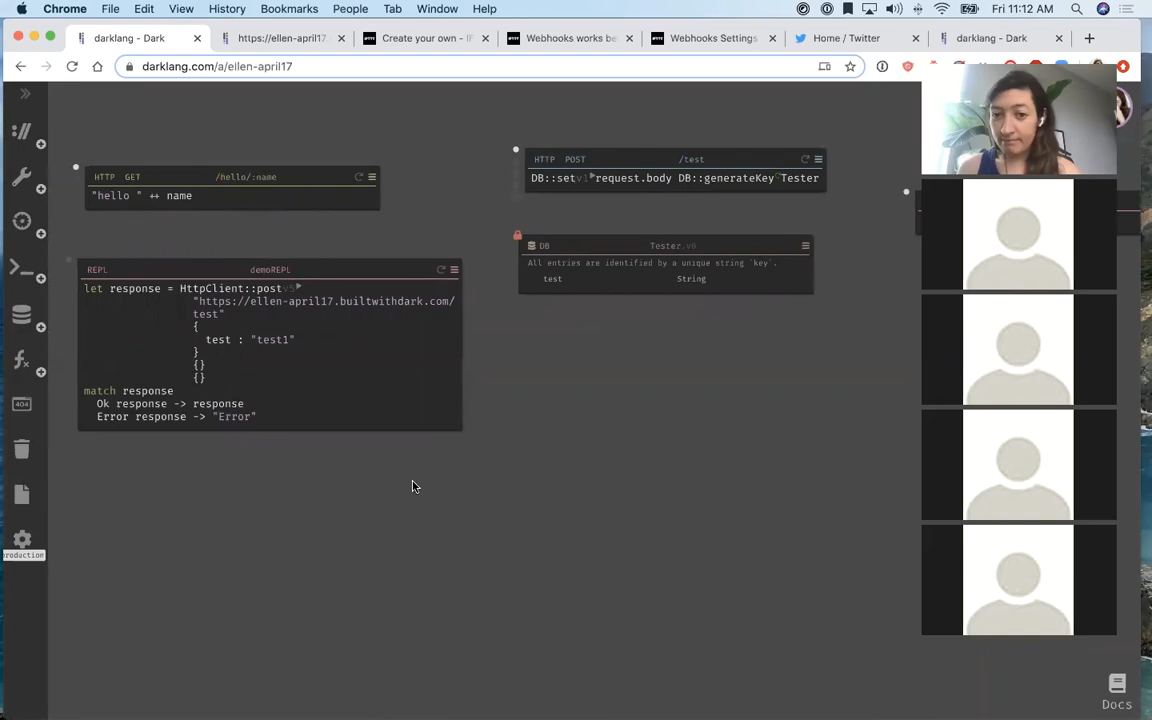 Chrome File Edit View History Bookmarks People Tab Window Help Fri 11:12 AM
darklang - Dark
https://ellen-april17.
Create your own - IF
Webhooks works be
Webhooks Settings
Home / Twitter
darklang - Dark
darklang.com/a/ellen-april17
HTTP GET /hello/:name
"hello " ++ name
HTTP POST /test
DB::setv1 request.body DB::generateKey Tester
DB Tester.v0
All entries are identified by a unique string `key`.
test String
REPL demoREPL
let response = HttpClient::postv5
"https://ellen-april17.builtwithdark.com/
test"
{
test : "test1"
}
{}
{}
match response
Ok response -> response
Error response -> "Error"
404
production
Docs